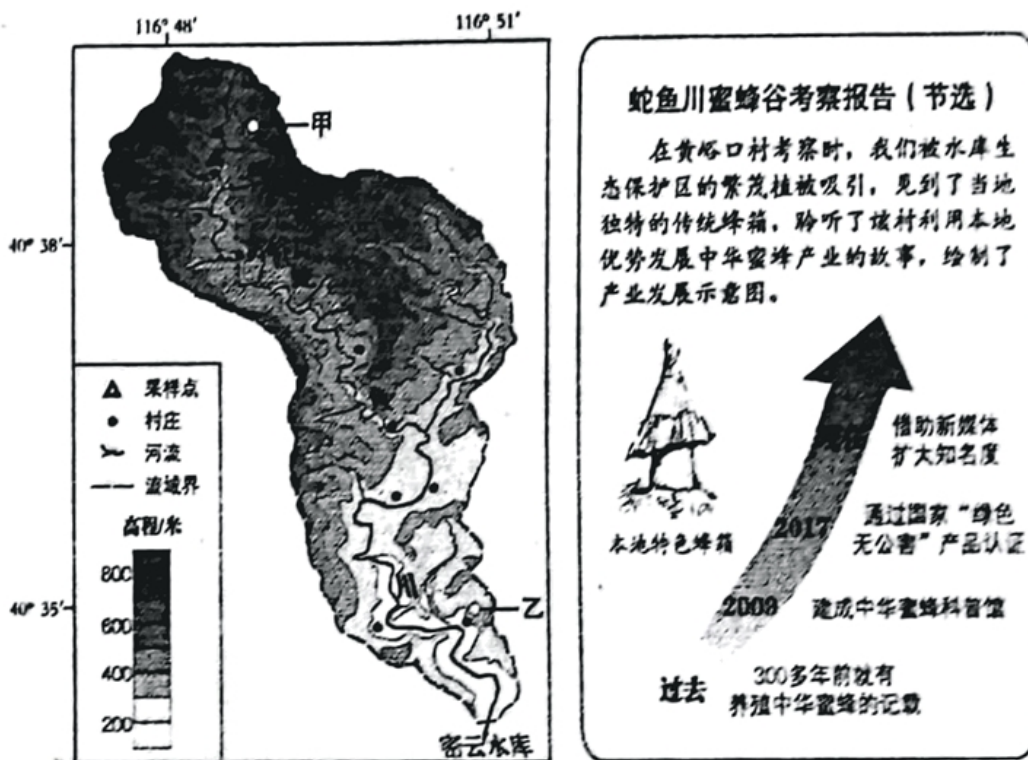 116° 48′
116° 51′
甲
40° 38′
采样点
村庄
河流
流域界
高程/米
800
600
400
200
40° 35′
乙
密云水库
蛇鱼川蜜蜂谷考察报告（节选）
在黄峪口村考察时，我们被水库生
态保护区的繁茂植被吸引，见到了当地
独特的传统蜂箱，聆听了该村利用本地
优势发展中华蜜蜂产业的故事，绘制了
产业发展示意图。
借助新媒体
扩大知名度
2017
通过国家“绿色
无公害”产品认证
本地特色蜂箱
2009
建成中华蜜蜂科普馆
过去
300多年前就有
养殖中华蜜蜂的记载